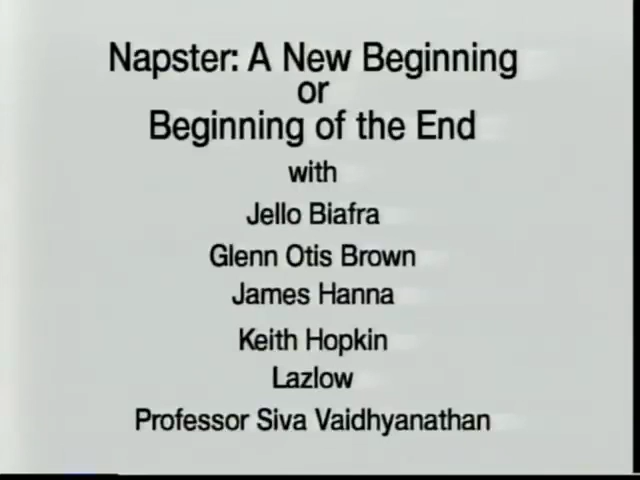 Napster: A New Beginning
or
Beginning of the End
with
Jello Biafra
Glenn Otis Brown
James Hanna
Keith Hopkin
Lazlow
Professor Siva Vaidhyanathan